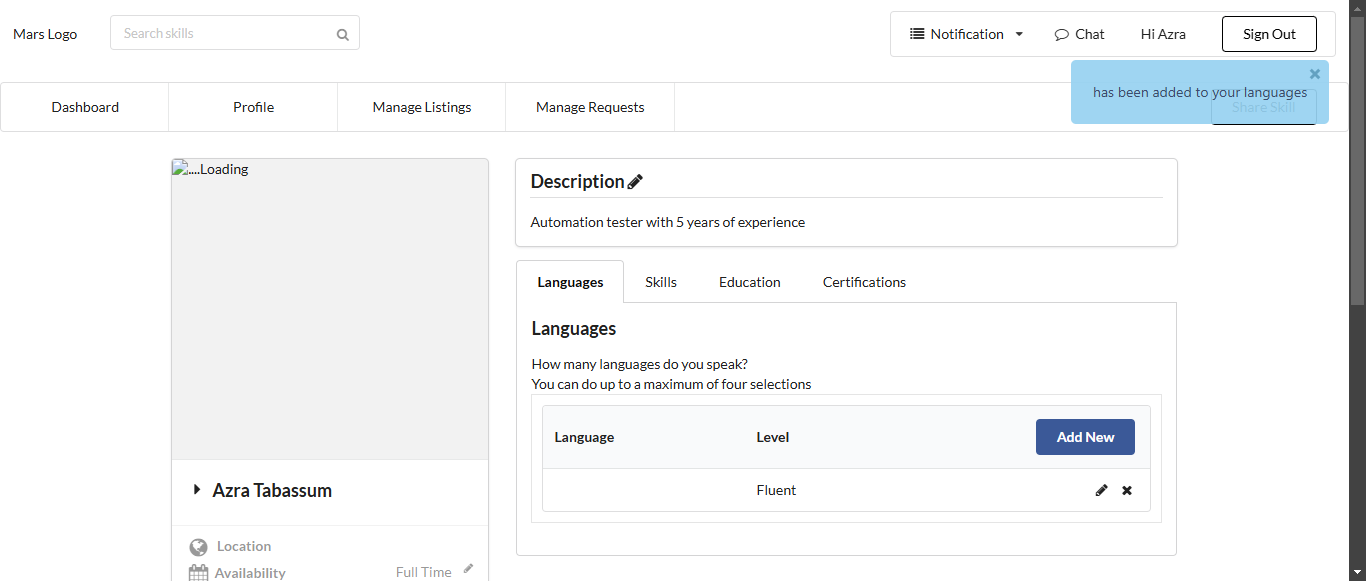 Mars Logo
Search skills
Notification
Chat
Hi Azra
Sign Out
has been added to your languages
Share Skill
Dashboard
Profile
Manage Listings
Manage Requests
....Loading
Description
Automation tester with 5 years of experience
Languages
Skills
Education
Certifications
Languages
How many languages do you speak?
You can do up to a maximum of four selections
Language
Level
Add New
Fluent
Azra Tabassum
Location
Availability
Full Time